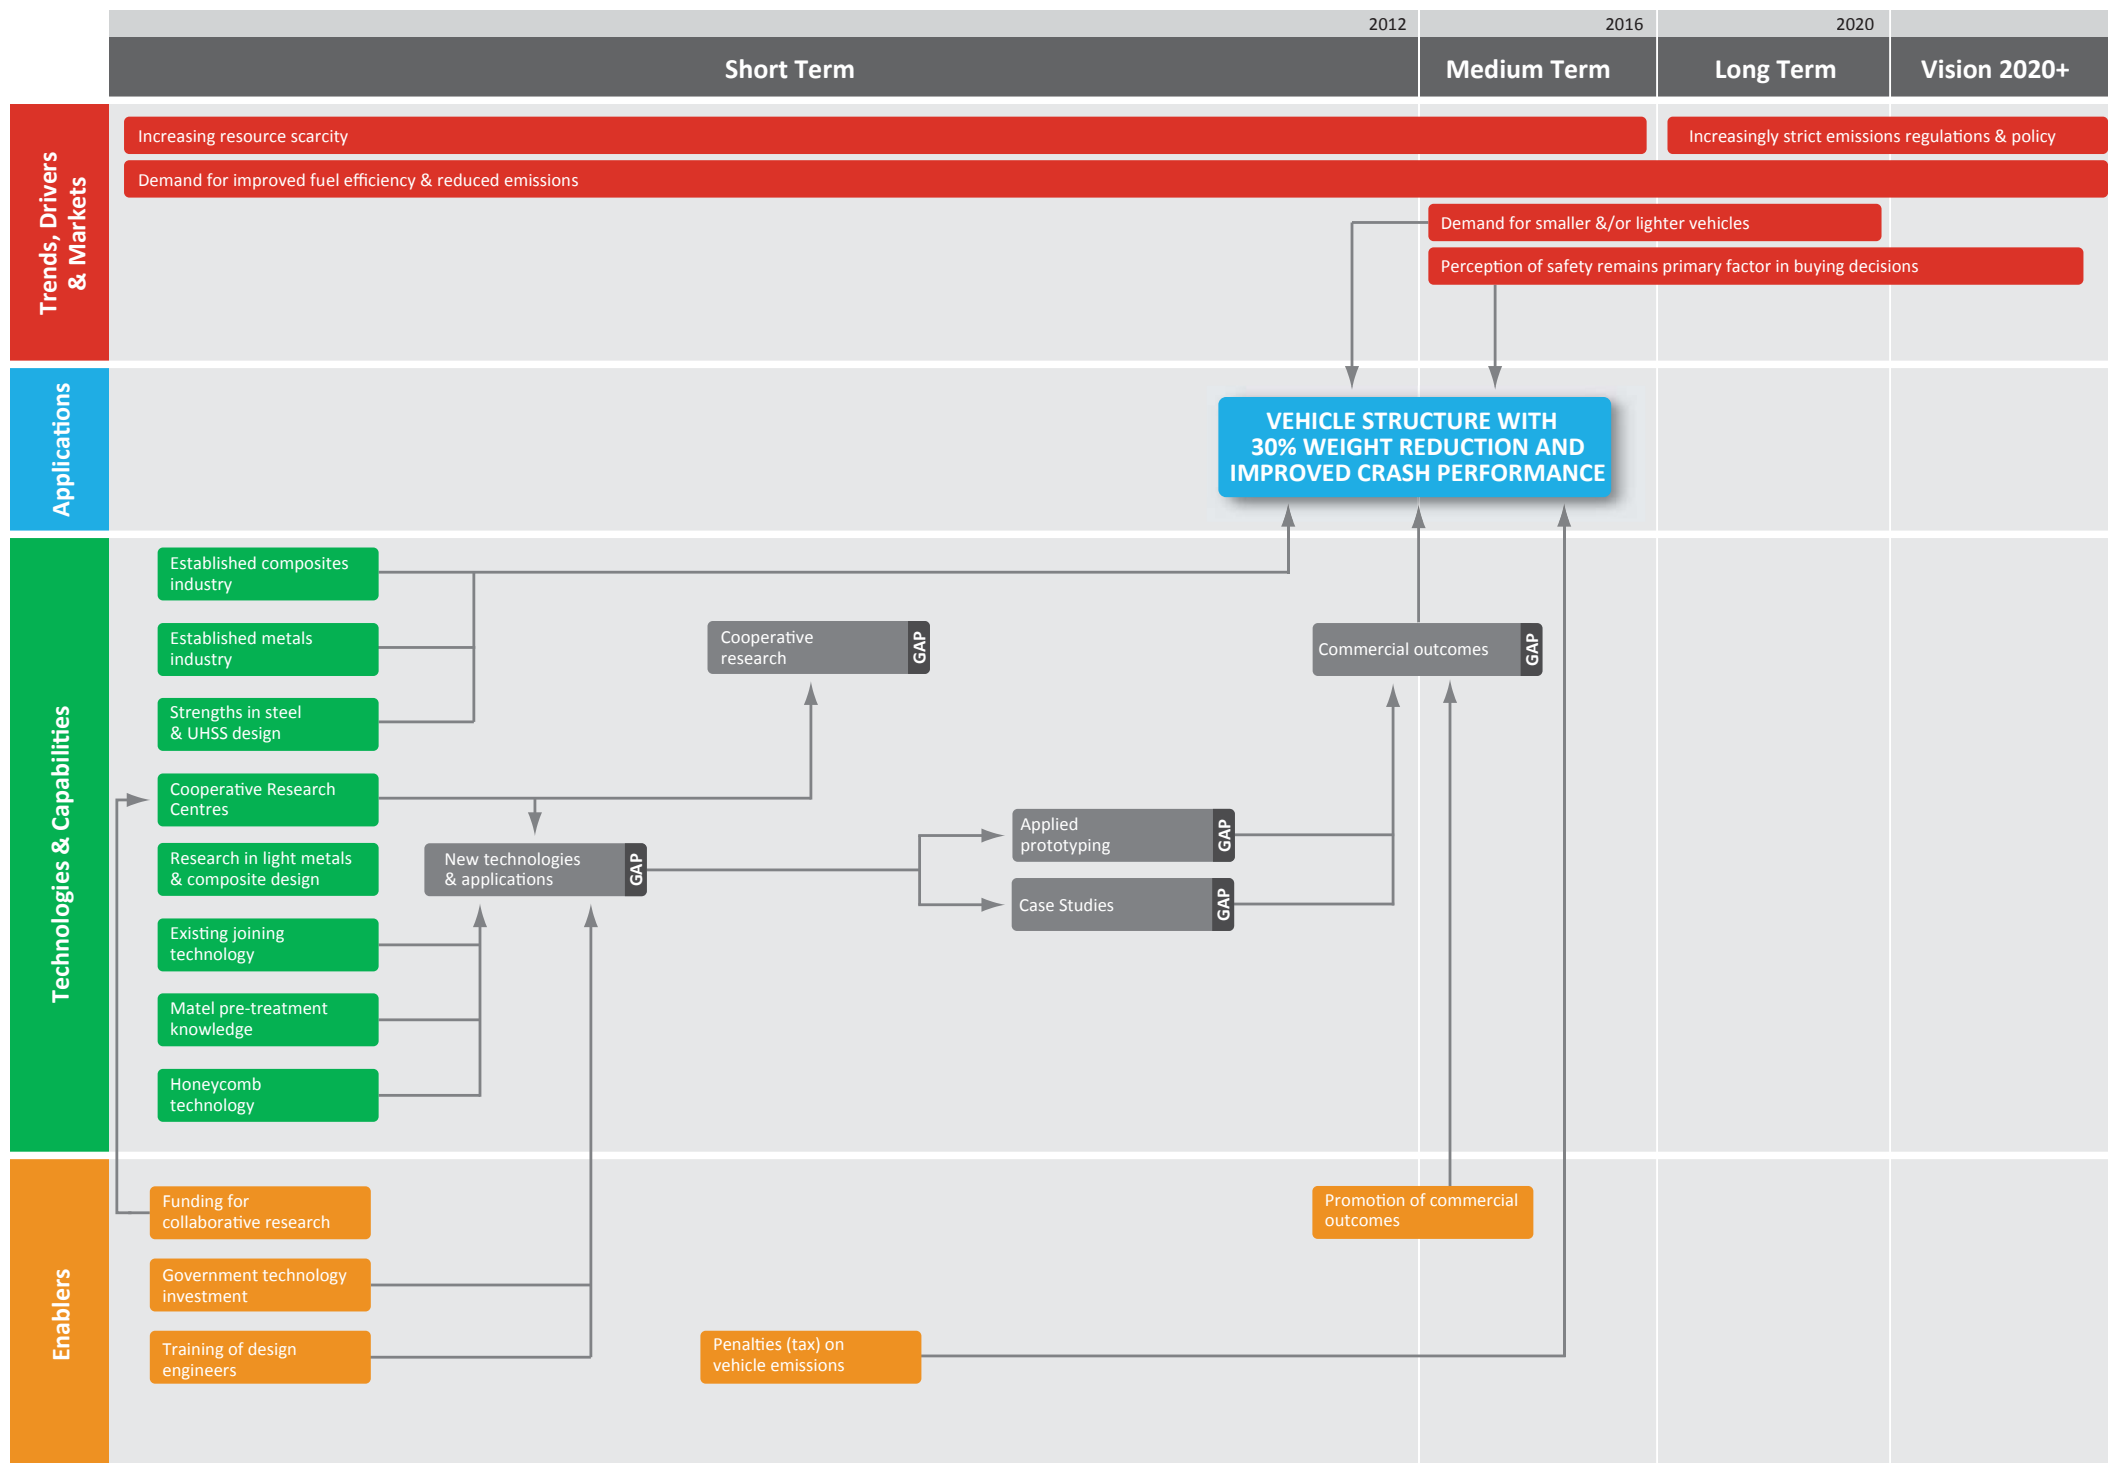 2012
2016
2020
Short Term
Medium Term
Long Term
Vision 2020+
Trends, Drivers
& Markets
Increasing resource scarcity
Increasingly strict emissions regulations & policy
Demand for improved fuel efficiency & reduced emissions
Demand for smaller &/or lighter vehicles
Perception of safety remains primary factor in buying decisions
Applications
VEHICLE STRUCTURE WITH
30% WEIGHT REDUCTION AND
IMPROVED CRASH PERFORMANCE
Technologies & Capabilities
Established composites
industry
Established metals
industry
Strengths in steel
& UHSS design
Cooperative Research
Centres
Research in light metals
& composite design
Existing joining
technology
Matel pre-treatment
knowledge
Honeycomb
technology
New technologies
& applications
GAP
Cooperative
research
GAP
Applied
prototyping
GAP
Case Studies
GAP
Commercial outcomes
GAP
Enablers
Funding for
collaborative research
Government technology
investment
Training of design
engineers
Penalties (tax) on
vehicle emissions
Promotion of commercial
outcomes